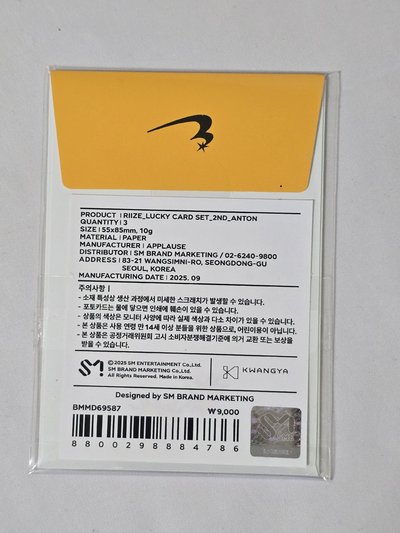 PRODUCT | RIIZE_LUCKY CARD SET_2ND_ANTON
QUANTITY | 3
SIZE | 55x85mm, 10g
MATERIAL | PAPER
MANUFACTURER | APPLAUSE
DISTRIBUTOR | SM BRAND MARKETING / 02-6240-9800
ADDRESS | 83-21 WANGSIMNI-RO, SEONGDONG-GU
SEOUL, KOREA
MANUFACTURING DATE | 2025. 09
주의사항 |
- 소재 특성상 생산 과정에서 미세한 스크래치가 발생할 수 있습니다.
- 포토카드는 물에 닿으면 인쇄에 훼손이 있을 수 있습니다.
- 상품의 색상은 모니터 사양에 따라 실제 색상과 다소 차이가 있을 수 있습니다.
- 본 상품은 사용 연령 만 14세 이상 분들을 위한 상품으로, 어린이용이 아닙니다.
- 본 상품은 공정거래위원회 고시 소비자분쟁해결기준에 의거 교환 또는 보상을
받을 수 있습니다.
SM
©2025 SM ENTERTAINMENT Co.,Ltd.
SM BRAND MARKETING Co.,Ltd.
All Rights Reserved. Made in Korea.
KWANGYA
Designed by SM BRAND MARKETING
BMMD69587
₩9,000
8800298884786
SM